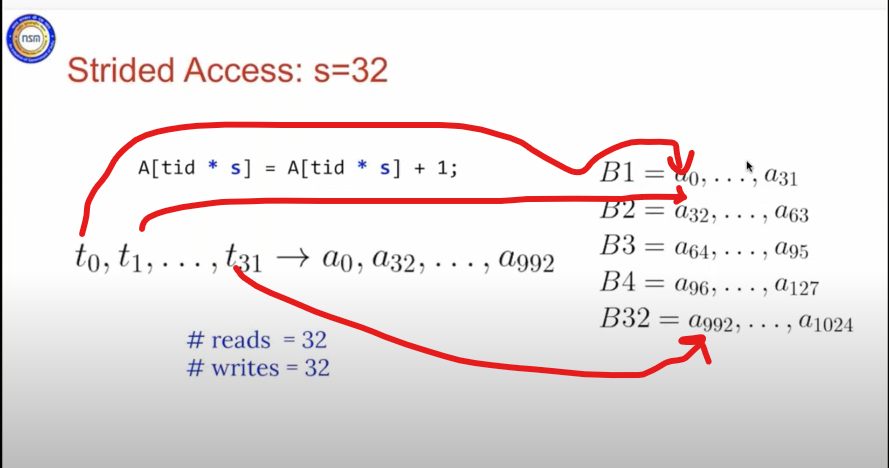 nsm
Strided Access: s=32
A[tid * s] = A[tid * s] + 1;
t₀, t₁, . . . , t₃₁ → a₀, a₃₂, . . . , a₉₉₂
# reads = 32
# writes = 32
B1 = a₀, . . . , a₃₁
B2 = a₃₂, . . . , a₆₃
B3 = a₆₄, . . . , a₉₅
B4 = a₉₆, . . . , a₁₂₇
B32 = a₉₉₂, . . . , a₁₀₂₄